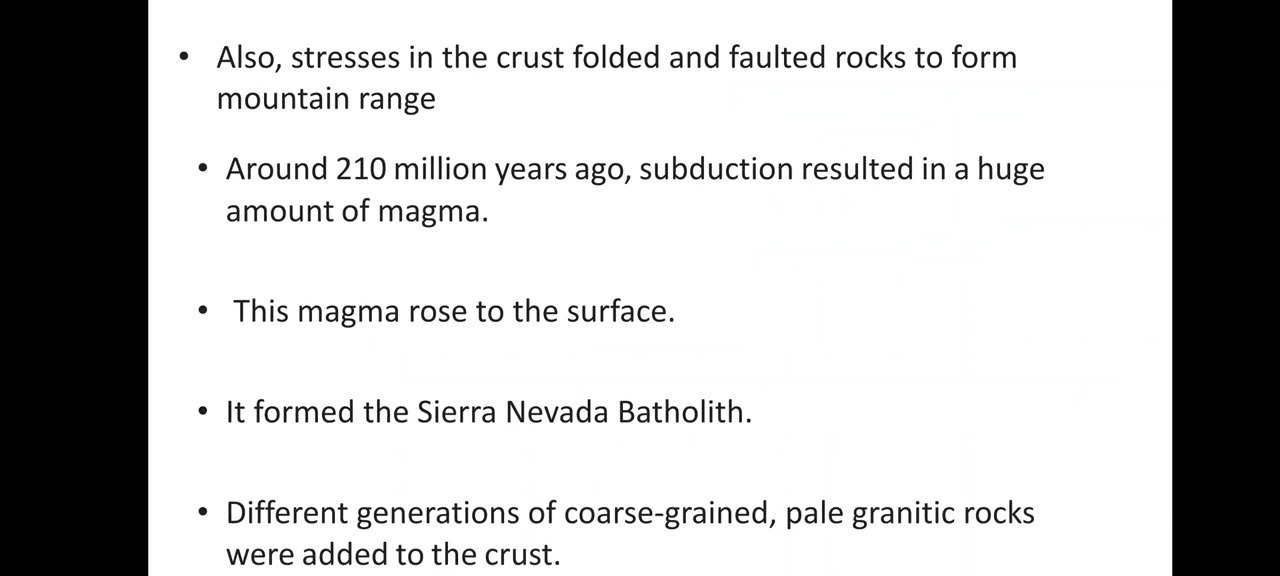 • Also, stresses in the crust folded and faulted rocks to form
mountain range
• Around 210 million years ago, subduction resulted in a huge
amount of magma.
• This magma rose to the surface.
• It formed the Sierra Nevada Batholith.
• Different generations of coarse-grained, pale granitic rocks
were added to the crust.